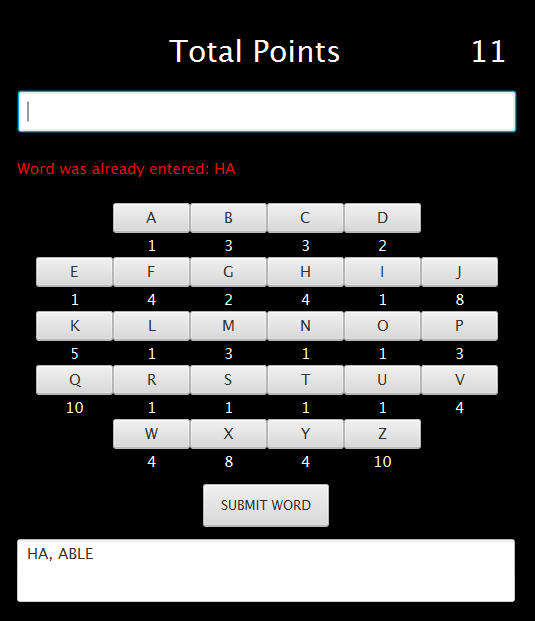 Total Points 11
Word was already entered: HA
A B C D
1 3 3 2
E F G H I J
1 4 2 4 1 8
K L M N O P
5 1 3 1 1 3
Q R S T U V
10 1 1 1 1 4
W X Y Z
4 8 4 10
SUBMIT WORD
HA, ABLE